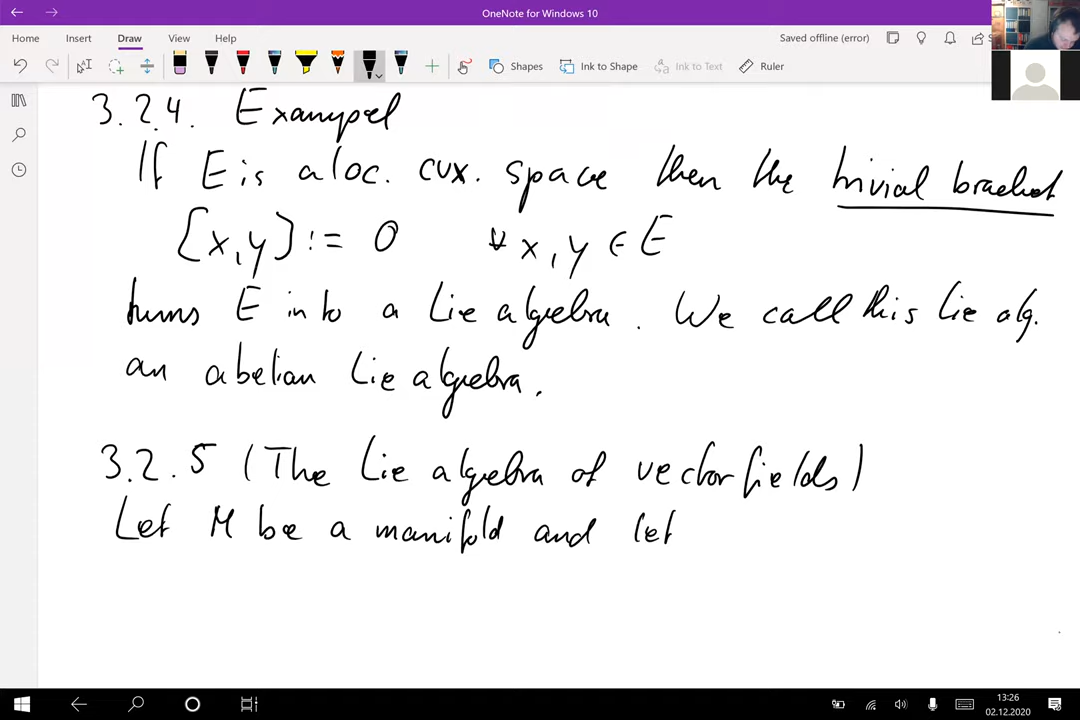 OneNote for Windows 10
Home Insert Draw View Help Saved offline (error)
Shapes Ink to Shape Ink to Text Ruler
3.2.4. Exampel
If E is a loc. cvx. space then the trivial bracket
[x,y] := 0 ∀ x, y ∈ E
turns E into a Lie algebra. We call this Lie alg.
an abelian Lie algebra.
3.2.5 (The Lie algebra of vector fields)
Let M be a manifold and let
13:26
02.12.2020